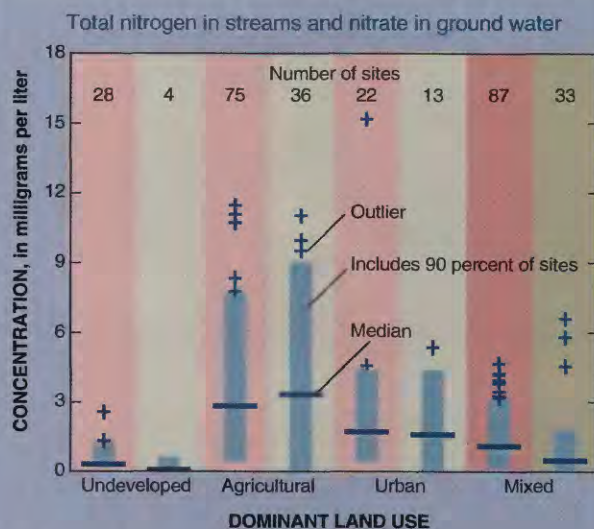 Total nitrogen in streams and nitrate in ground water
CONCENTRATION, in milligrams per liter
18
15
12
9
6
3
0
Number of sites
28 4 75 36 22 13 87 33
Outlier
Includes 90 percent of sites
Median
Undeveloped Agricultural Urban Mixed
DOMINANT LAND USE